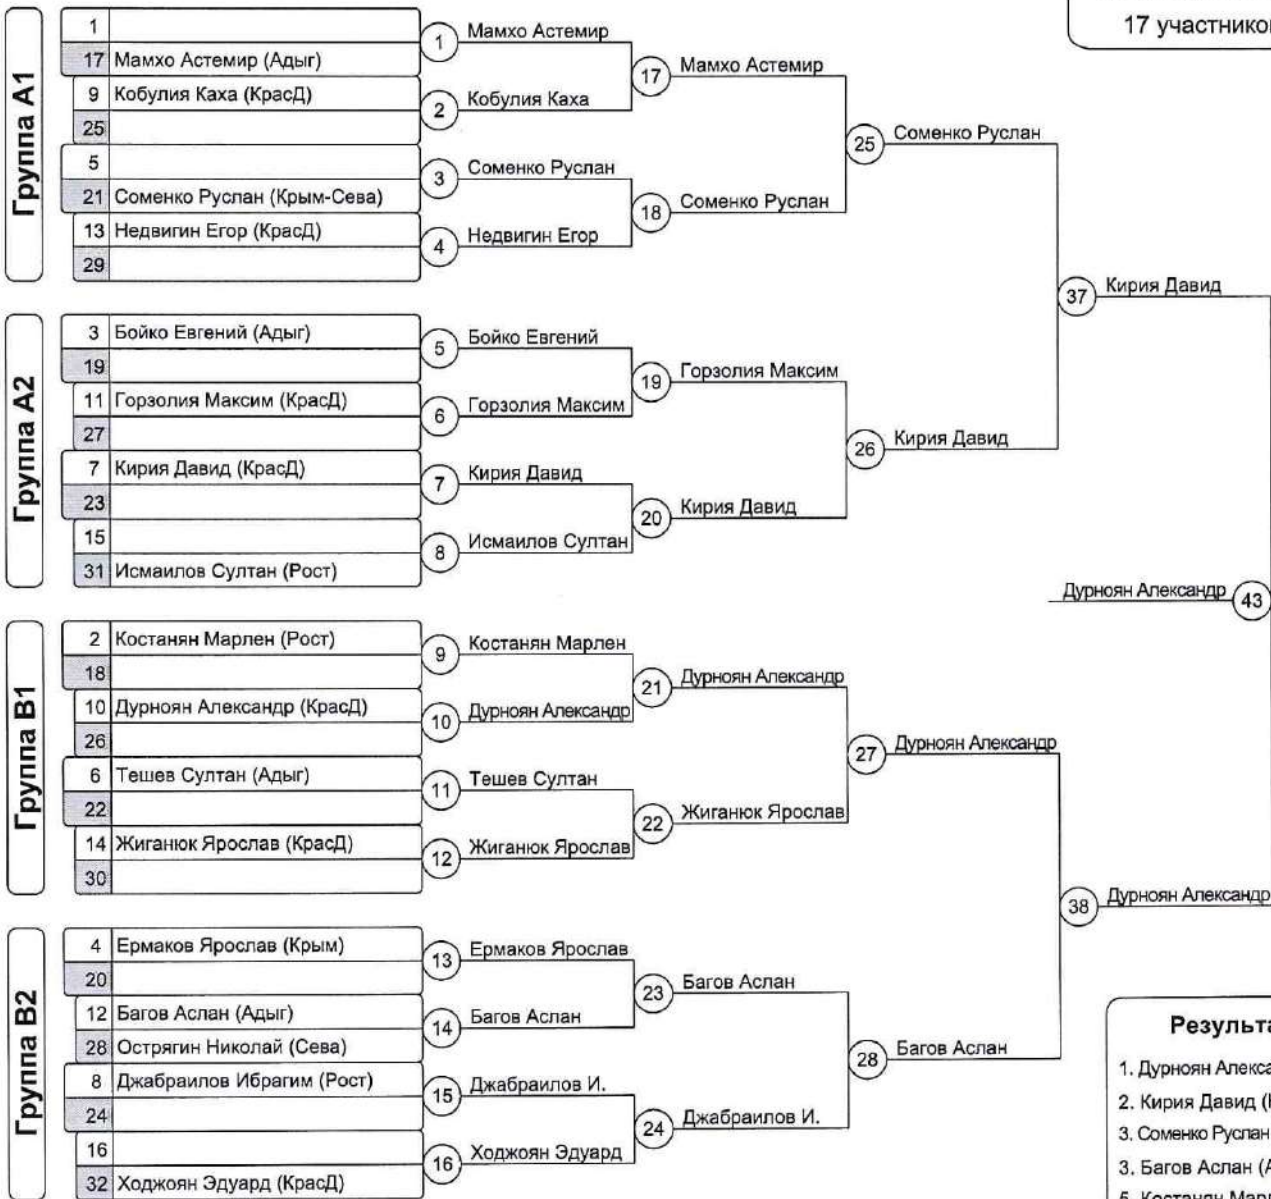 17 участников
Группа A1
1
17 Мамхо Астемир (Адыг)
9 Кобулия Каха (КрасД)
25
5
21 Соменко Руслан (Крым-Сева)
13 Недвигин Егор (КрасД)
29
1 Мамхо Астемир
2 Кобулия Каха
3 Соменко Руслан
4 Недвигин Егор
17 Мамхо Астемир
18 Соменко Руслан
25 Соменко Руслан
Группа A2
3 Бойко Евгений (Адыг)
19
11 Горзолия Максим (КрасД)
27
7 Кирия Давид (КрасД)
23
15
31 Исмаилов Султан (Рост)
5 Бойко Евгений
6 Горзолия Максим
7 Кирия Давид
8 Исмаилов Султан
19 Горзолия Максим
20 Кирия Давид
26 Кирия Давид
37 Кирия Давид
Дурноян Александр 43
Группа B1
2 Костанян Марлен (Рост)
18
10 Дурноян Александр (КрасД)
26
6 Тешев Султан (Адыг)
22
14 Жиганюк Ярослав (КрасД)
30
9 Костанян Марлен
10 Дурноян Александр
11 Тешев Султан
12 Жиганюк Ярослав
21 Дурноян Александр
22 Жиганюк Ярослав
27 Дурноян Александр
Группа B2
4 Ермаков Ярослав (Крым)
20
12 Багов Аслан (Адыг)
28 Острягин Николай (Сева)
8 Джабраилов Ибрагим (Рост)
24
16
32 Ходжоян Эдуард (КрасД)
13 Ермаков Ярослав
14 Багов Аслан
15 Джабраилов И.
16 Ходжоян Эдуард
23 Багов Аслан
24 Джабраилов И.
28 Багов Аслан
38 Дурноян Александр
Результа
1. Дурноян Алекса
2. Кирия Давид (
3. Соменко Руслан
3. Багов Аслан (А